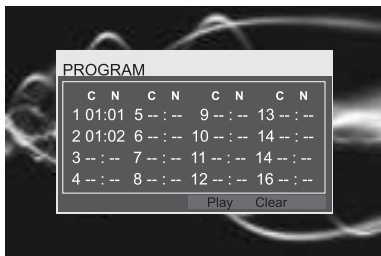 PROGRAM
C N C N C N C N
1 01:01 5 -- : -- 9 -- : -- 13 -- : --
2 01:02 6 -- : -- 10 -- : -- 14 -- : --
3 -- : -- 7 -- : -- 11 -- : -- 14 -- : --
4 -- : -- 8 -- : -- 12 -- : -- 16 -- : --
Play Clear